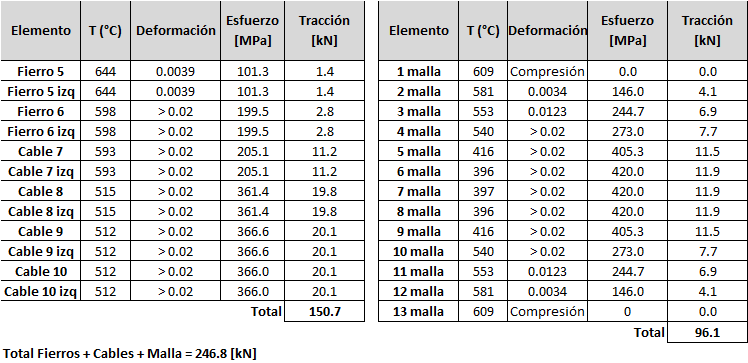 Elemento T (°C) Deformación Esfuerzo [MPa] Tracción [kN]
Fierro 5 644 0.0039 101.3 1.4
Fierro 5 izq 644 0.0039 101.3 1.4
Fierro 6 598 > 0.02 199.5 2.8
Fierro 6 izq 598 > 0.02 199.5 2.8
Cable 7 593 > 0.02 205.1 11.2
Cable 7 izq 593 > 0.02 205.1 11.2
Cable 8 515 > 0.02 361.4 19.8
Cable 8 izq 515 > 0.02 361.4 19.8
Cable 9 512 > 0.02 366.6 20.1
Cable 9 izq 512 > 0.02 366.6 20.1
Cable 10 512 > 0.02 366.0 20.1
Cable 10 izq 512 > 0.02 366.0 20.1
Total 150.7
Elemento T (°C) Deformación Esfuerzo [MPa] Tracción [kN]
1 malla 609 Compresión 0.0 0.0
2 malla 581 0.0034 146.0 4.1
3 malla 553 0.0123 244.7 6.9
4 malla 540 > 0.02 273.0 7.7
5 malla 416 > 0.02 405.3 11.5
6 malla 396 > 0.02 420.0 11.9
7 malla 397 > 0.02 420.0 11.9
8 malla 396 > 0.02 420.0 11.9
9 malla 416 > 0.02 405.3 11.5
10 malla 540 > 0.02 273.0 7.7
11 malla 553 0.0123 244.7 6.9
12 malla 581 0.0034 146.0 4.1
13 malla 609 Compresión 0 0.0
Total 96.1
Total Fierros + Cables + Malla = 246.8 [kN]